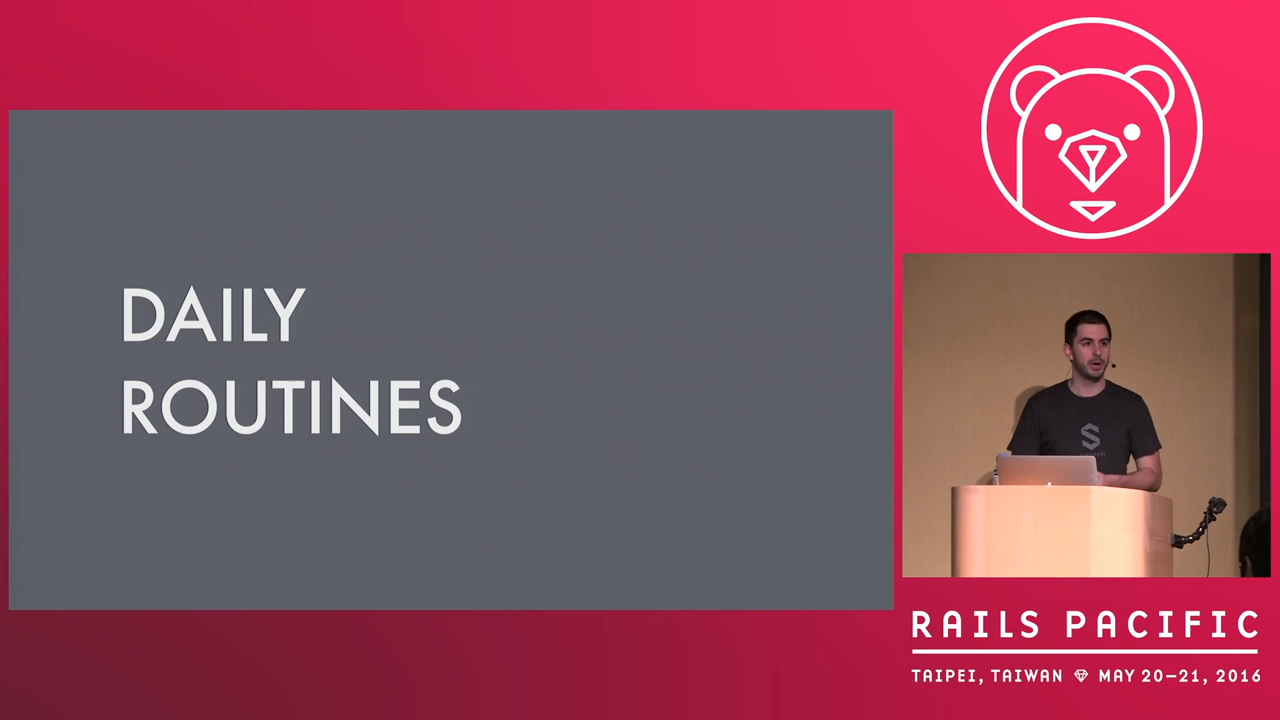 DAILY
ROUTINES
RAILS PACIFIC
TAIPEI, TAIWAN MAY 20–21, 2016